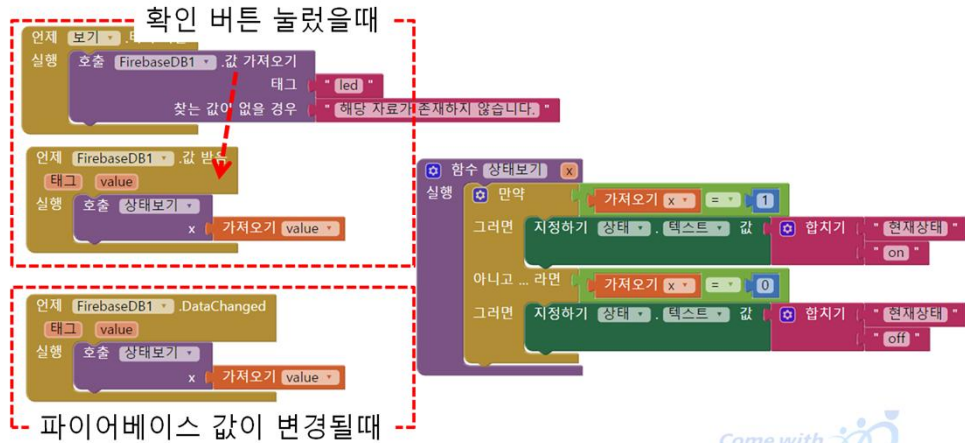 확인 버튼 눌렀을때
언제 보기
실행 호출 FirebaseDB1 .값 가져오기
태그 " led "
찾는 값이 없을 경우 " 해당 자료가 존재하지 않습니다. "
언제 FirebaseDB1 .값 받음
태그 value
실행 호출 상태보기
x 가져오기 value
언제 FirebaseDB1 .DataChanged
태그 value
실행 호출 상태보기
x 가져오기 value
파이어베이스 값이 변경될때
함수 상태보기 x
실행 만약 가져오기 x = 1
그러면 지정하기 상태 . 텍스트 값 합치기 " 현재상태 "
" on "
아니고 ... 라면 가져오기 x = 0
그러면 지정하기 상태 . 텍스트 값 합치기 " 현재상태 "
" off "
Come with